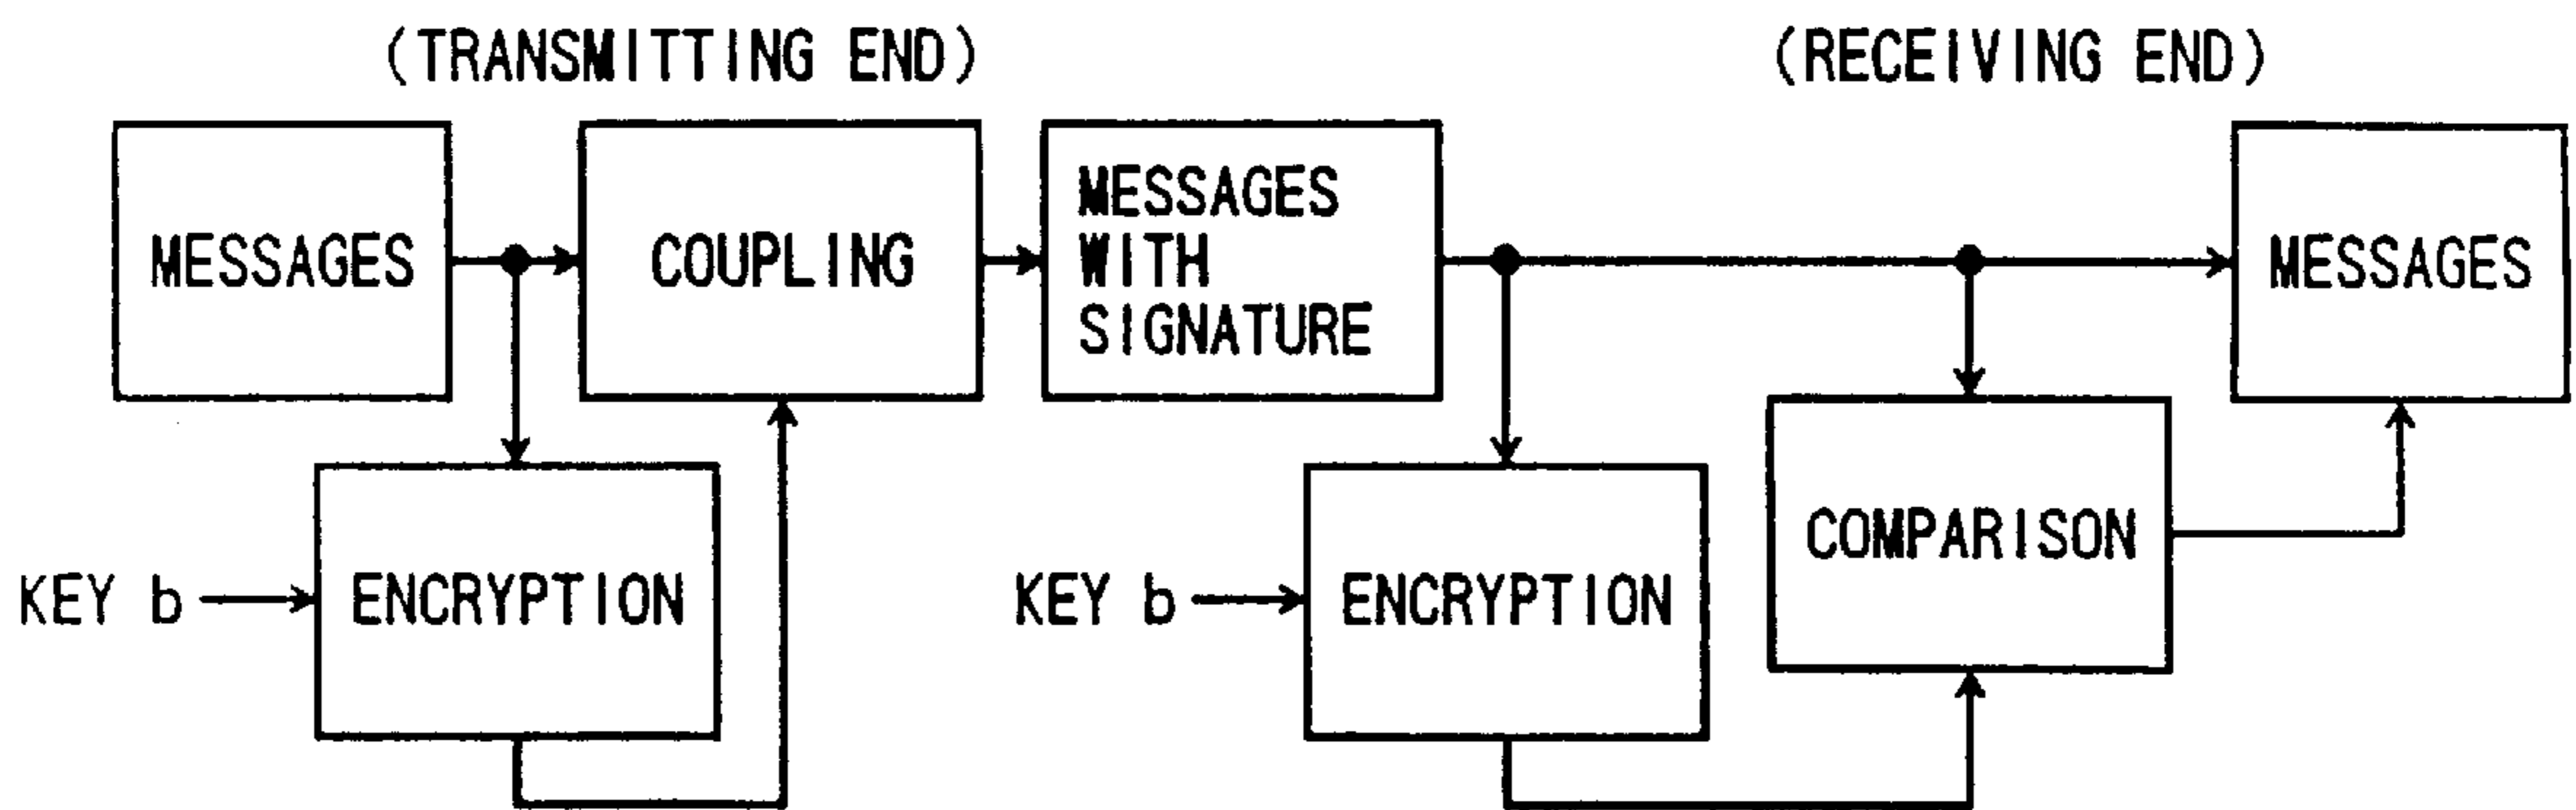 (TRANSMITTING END)
(RECEIVING END)
MESSAGES
COUPLING
MESSAGES
WITH
SIGNATURE
MESSAGES
KEY b
ENCRYPTION
KEY b
ENCRYPTION
COMPARISON